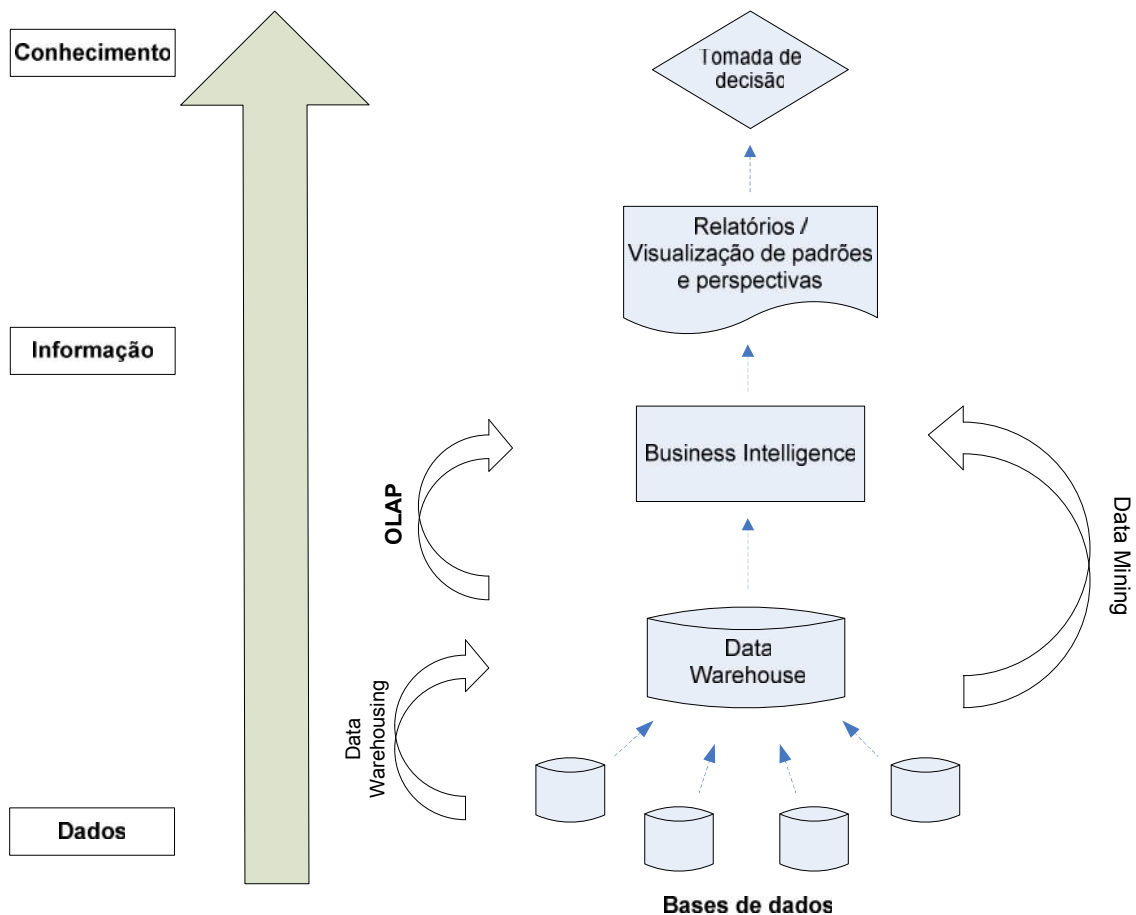 Conhecimento
Tomada de
decisão
Relatórios /
Visualização de padrões
e perspectivas
Informação
Business Intelligence
OLAP
Data Mining
Data
Warehouse
Data
Warehousing
Dados
Bases de dados